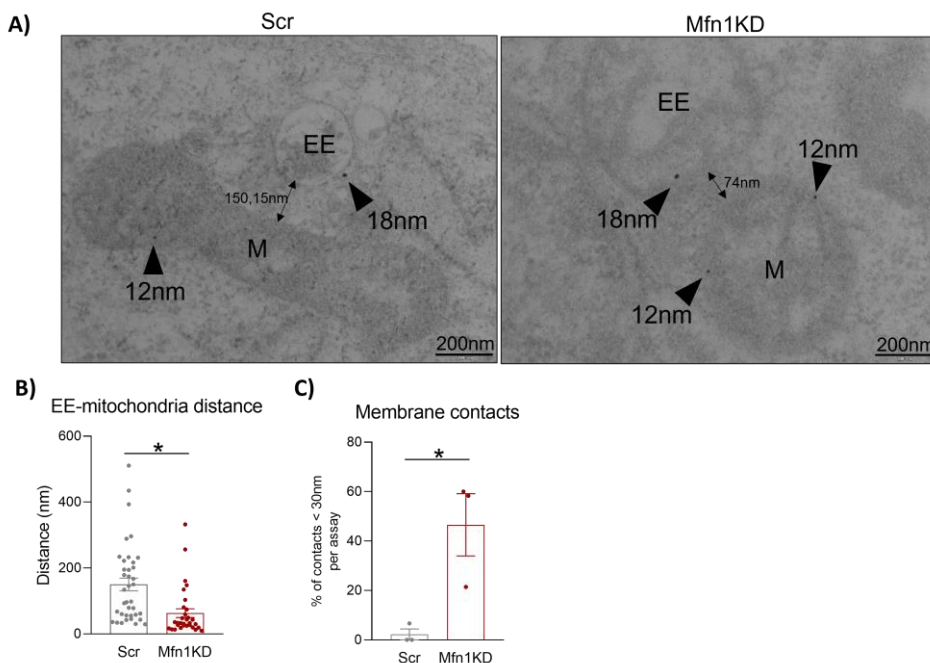 A)
Scr
Mfn1KD
EE
150,15nm
18nm
M
12nm
200nm
EE
12nm
74nm
18nm
M
12nm
200nm
B)
EE-mitochondria distance
*
600
400
200
0
Distance (nm)
Scr
Mfn1KD
C)
Membrane contacts
*
80
60
40
20
0
% of contacts < 30nm
per assay
Scr
Mfn1KD